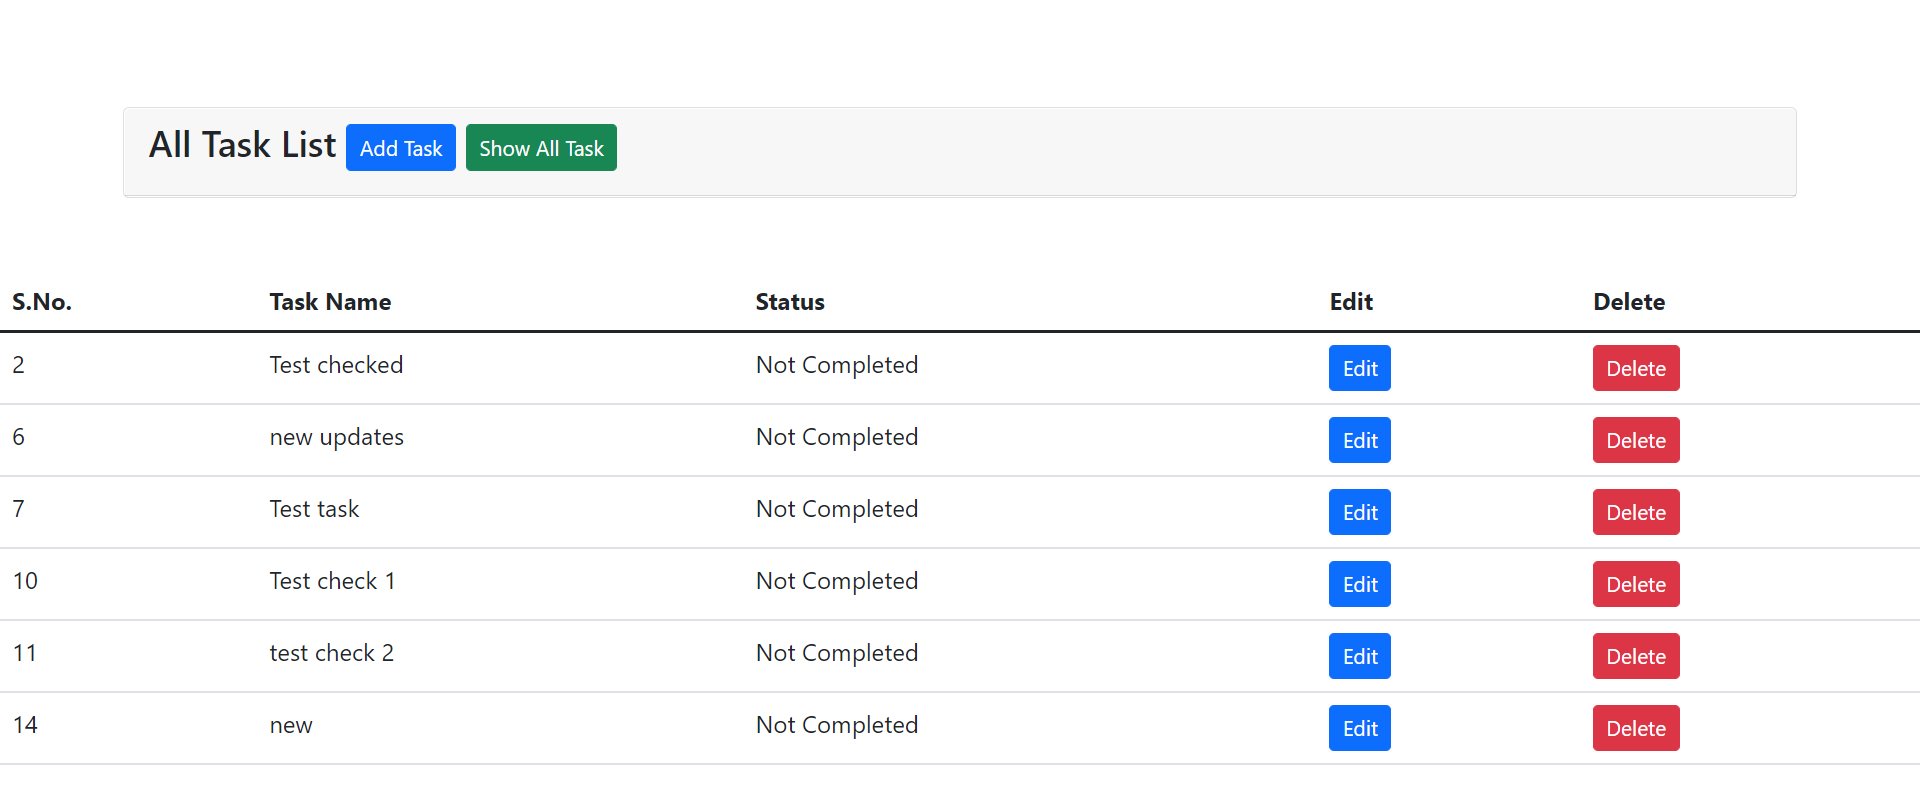 All Task List Add Task Show All Task
S.No. Task Name Status Edit Delete
2 Test checked Not Completed Edit Delete
6 new updates Not Completed Edit Delete
7 Test task Not Completed Edit Delete
10 Test check 1 Not Completed Edit Delete
11 test check 2 Not Completed Edit Delete
14 new Not Completed Edit Delete